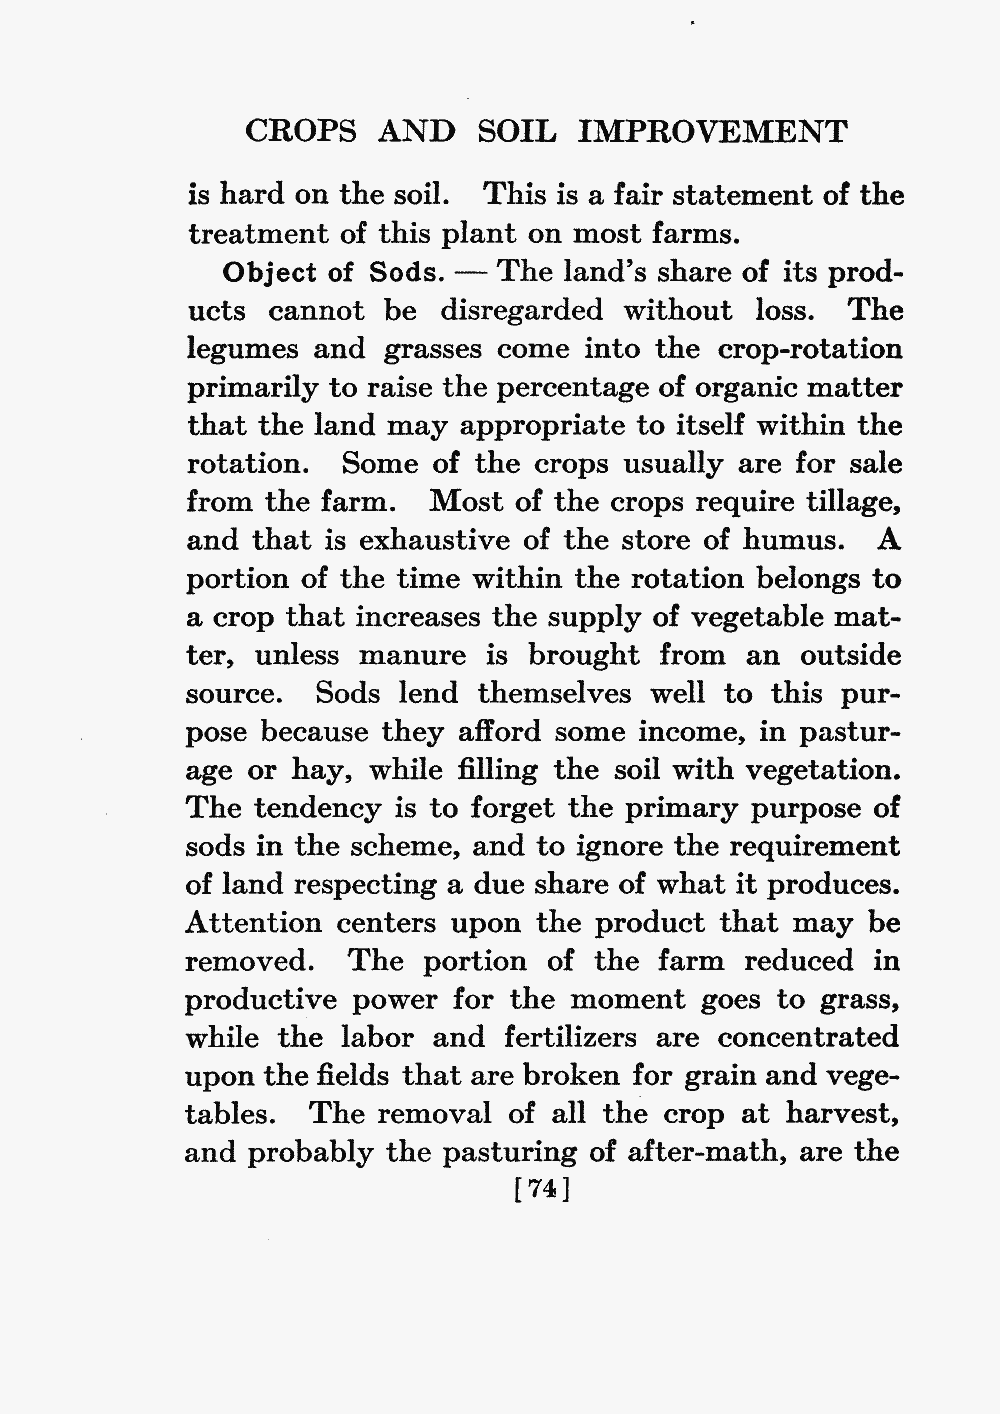 CROPS AND SOIL IMPROVEMENT
is hard on the soil. This is a fair statement of the
treatment of this plant on most farms.
Object of Sods. — The land's share of its prod-
ucts cannot be disregarded without loss. The
legumes and grasses come into the crop-rotation
primarily to raise the percentage of organic matter
that the land may appropriate to itself within the
rotation. Some of the crops usually are for sale
from the farm. Most of the crops require tillage,
and that is exhaustive of the store of humus. A
portion of the time within the rotation belongs to
a crop that increases the supply of vegetable mat-
ter, unless manure is brought from an outside
source. Sods lend themselves well to this pur-
pose because they afford some income, in pastur-
age or hay, while filling the soil with vegetation.
The tendency is to forget the primary purpose of
sods in the scheme, and to ignore the requirement
of land respecting a due share of what it produces.
Attention centers upon the product that may be
removed. The portion of the farm reduced in
productive power for the moment goes to grass,
while the labor and fertilizers are concentrated
upon the fields that are broken for grain and vege-
tables. The removal of all the crop at harvest,
and probably the pasturing of after-math, are the
[74]